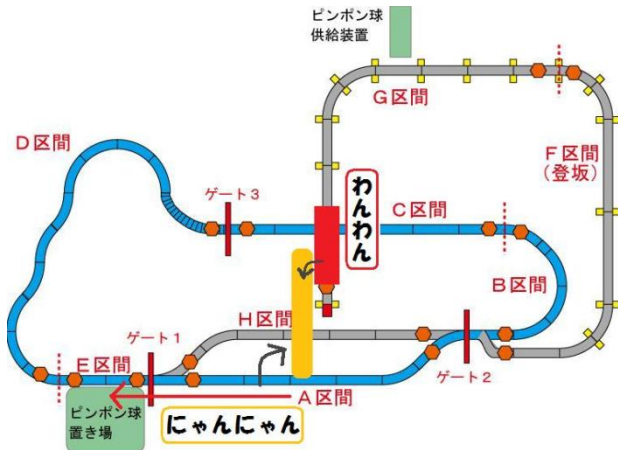 ピンポン球
供給装置
G区間
D区間
F区間
(登坂)
ゲート3
わんわん
C区間
B区間
H区間
ゲート1
E区間
ゲート2
A区間
ピンポン球
置き場
にゃんにゃん